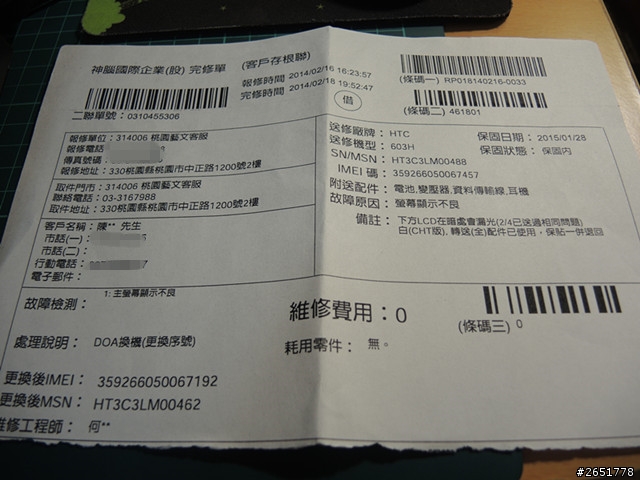 神腦國際企業(股) 完修單 (客戶存根聯)
報修時間 2014/02/16 16:23:57
完修時間 2014/02/18 19:52:47
備
(條碼一) RP018140216-0033
(條碼二) 461801
二聯單號： 0310455306
報修單位： 314006 桃園藝文客服
報修電話：
傳真號碼：
報修地址： 330桃園縣桃園市中正路1200號2樓
取件門市： 314006 桃園藝文客服
聯絡電話： 03-3167988
取件地址： 330桃園縣桃園市中正路1200號2樓
客戶名稱： 陳** 先生
市話(一)：
市話(二)：
行動電話：
電子郵件：
送修廠牌： HTC 保固日期： 2015/01/28
送修機型： 603H 保固狀態： 保固內
SN/MSN： HT3C3LM00488
IMEI 碼： 359266050067457
附送配件： 電池,變壓器,資料傳輸線,耳機
故障原因： 螢幕顯示不良
備註： 下方LCD在暗處會漏光(2/4已送過相同問題)
白(CHT版), 轉送(全)配件已使用，保貼一併退回
故障檢測： 1: 主螢幕顯示不良
維修費用：0
(條碼三) 0
處理說明： DOA換機(更換序號)
耗用零件： 無。
更換後IMEI： 359266050067192
更換後MSN： HT3C3LM00462
維修工程師： 何**
#2651778